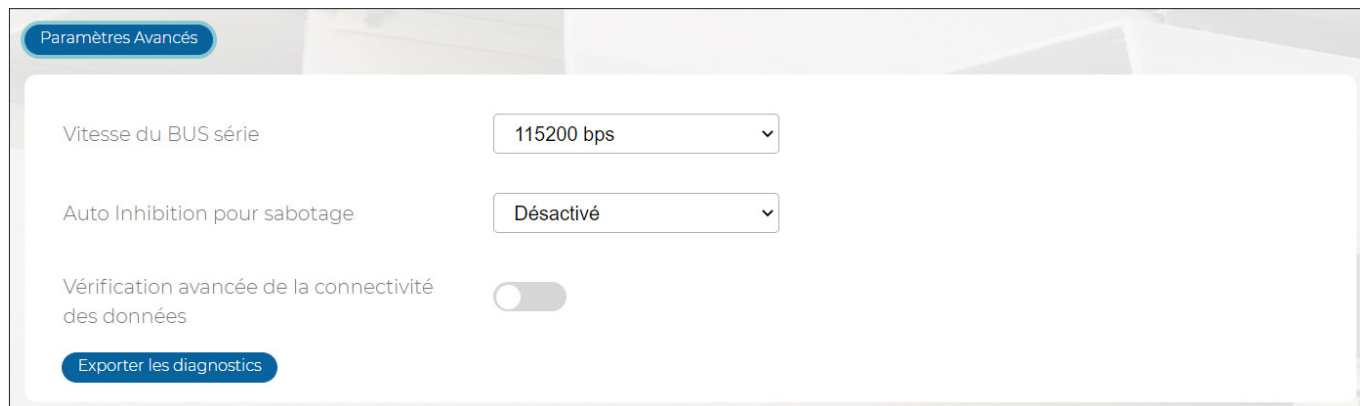 Paramètres Avancés
Vitesse du BUS série
115200 bps
Auto Inhibition pour sabotage
Désactivé
Vérification avancée de la connectivité
des données
Exporter les diagnostics